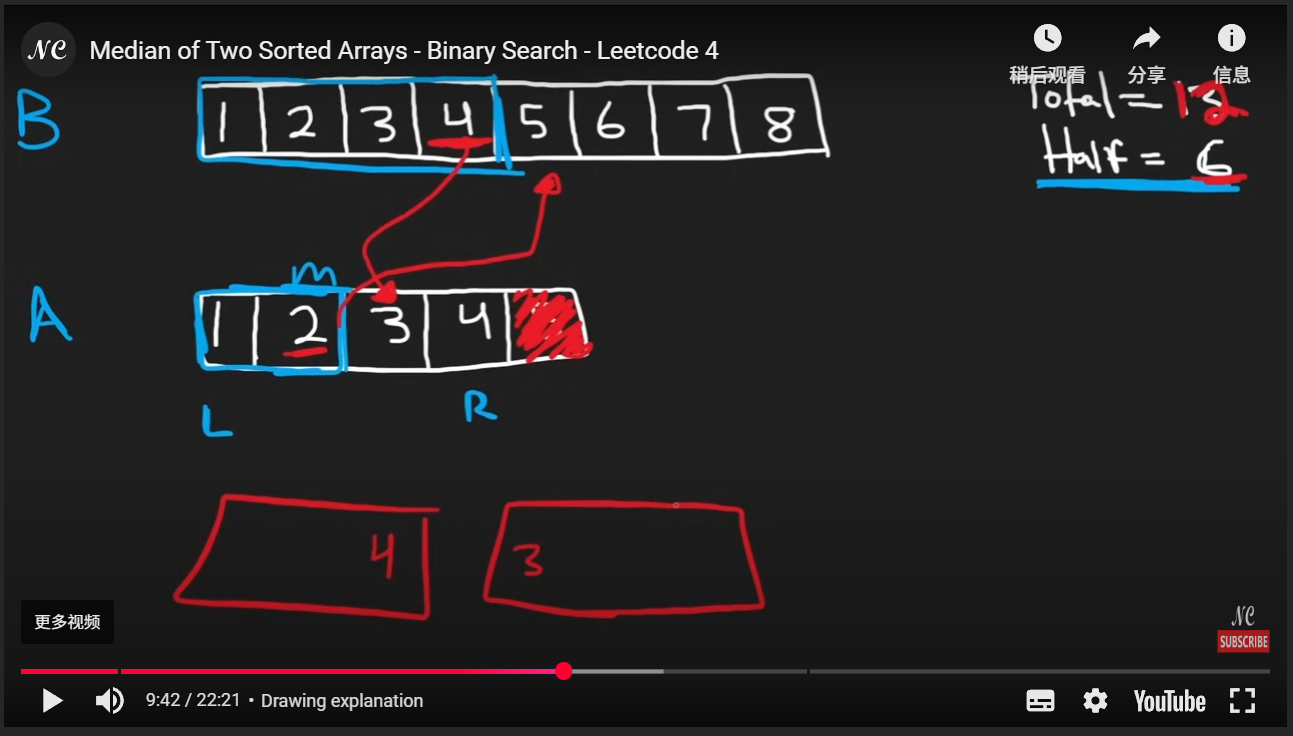 NC Median of Two Sorted Arrays - Binary Search - Leetcode 4
稍后观看 分享 信息
Total = 12
B 1 2 3 4 5 6 7 8
Half = 6
m
A 1 2 3 4
L R
4 3
更多视频
NC
SUBSCRIBE
9:42 / 22:21 • Drawing explanation
YouTube